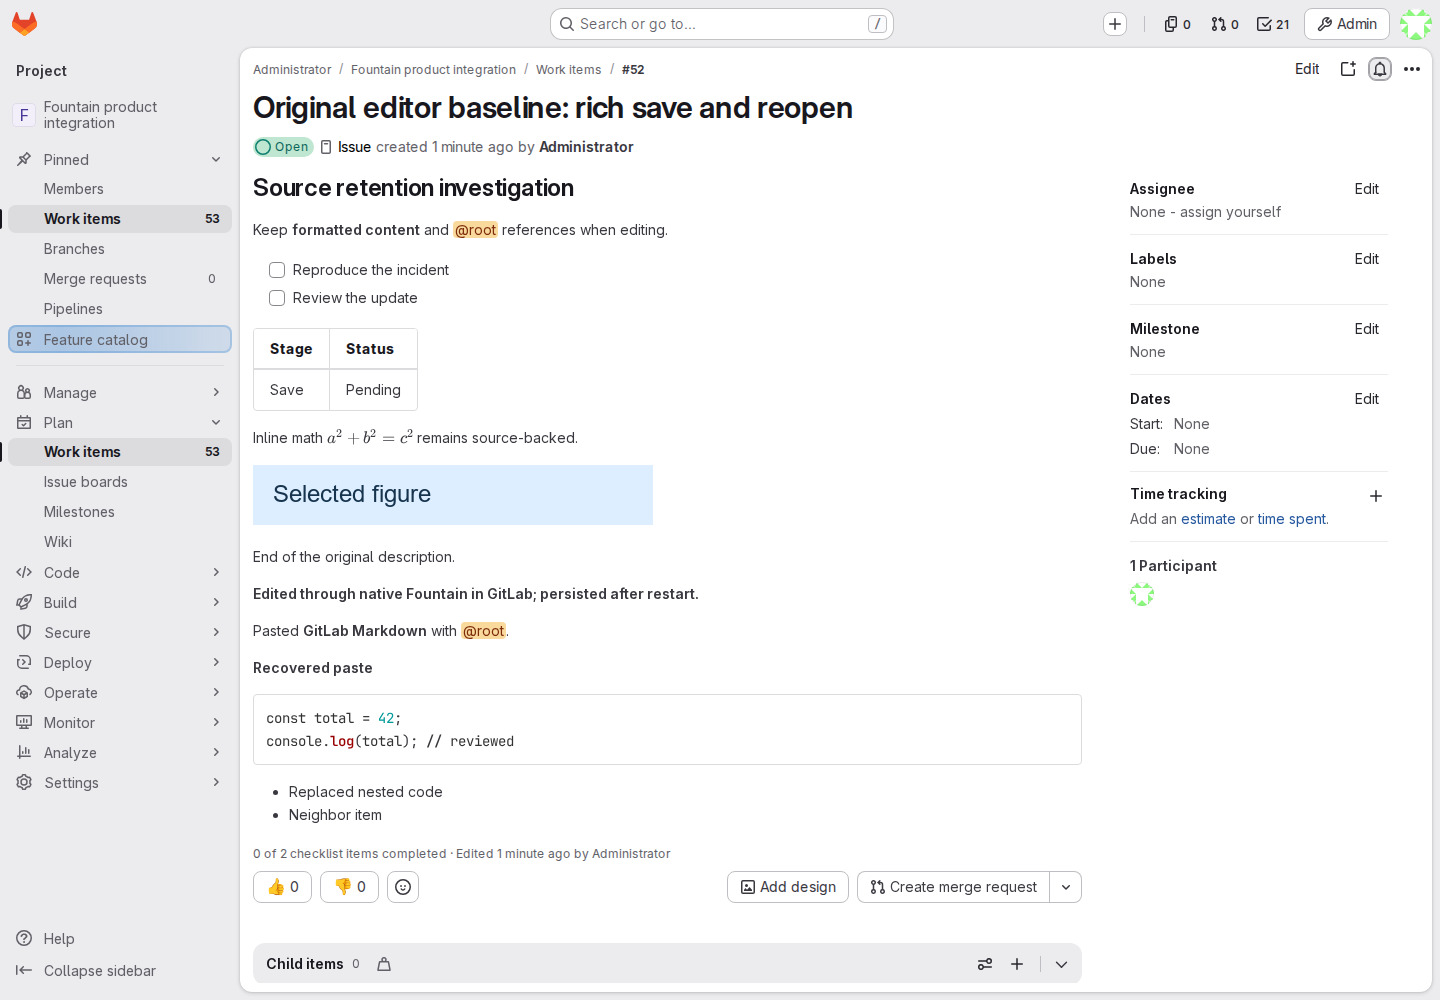 Search or go to...
/
0
0
21
Admin
Project
F
Fountain product integration
Pinned
Members
Work items 53
Branches
Merge requests 0
Pipelines
Feature catalog
Manage
Plan
Work items 53
Issue boards
Milestones
Wiki
Code
Build
Secure
Deploy
Operate
Monitor
Analyze
Settings
Help
Collapse sidebar
Administrator / Fountain product integration / Work items / #52
Edit
Original editor baseline: rich save and reopen
Open Issue created 1 minute ago by Administrator
Source retention investigation
Keep formatted content and @root references when editing.
Reproduce the incident
Review the update
Stage Status
Save Pending
Inline math a² + b² = c² remains source-backed.
Selected figure
End of the original description.
Edited through native Fountain in GitLab; persisted after restart.
Pasted GitLab Markdown with @root.
Recovered paste
const total = 42;
console.log(total); // reviewed
Replaced nested code
Neighbor item
0 of 2 checklist items completed · Edited 1 minute ago by Administrator
👍 0
👎 0
Add design
Create merge request
Child items 0
Assignee Edit
None - assign yourself
Labels Edit
None
Milestone Edit
None
Dates Edit
Start: None
Due: None
Time tracking
Add an estimate or time spent.
1 Participant